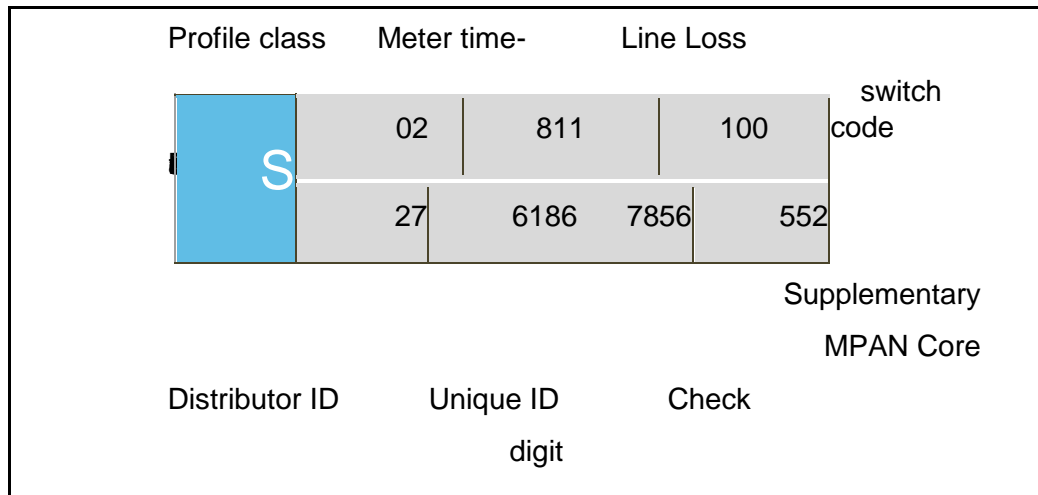 Profile class Meter time- Line Loss
switch
02 811 100 code
S
27 6186 7856 552
Supplementary
MPAN Core
Distributor ID Unique ID Check
digit